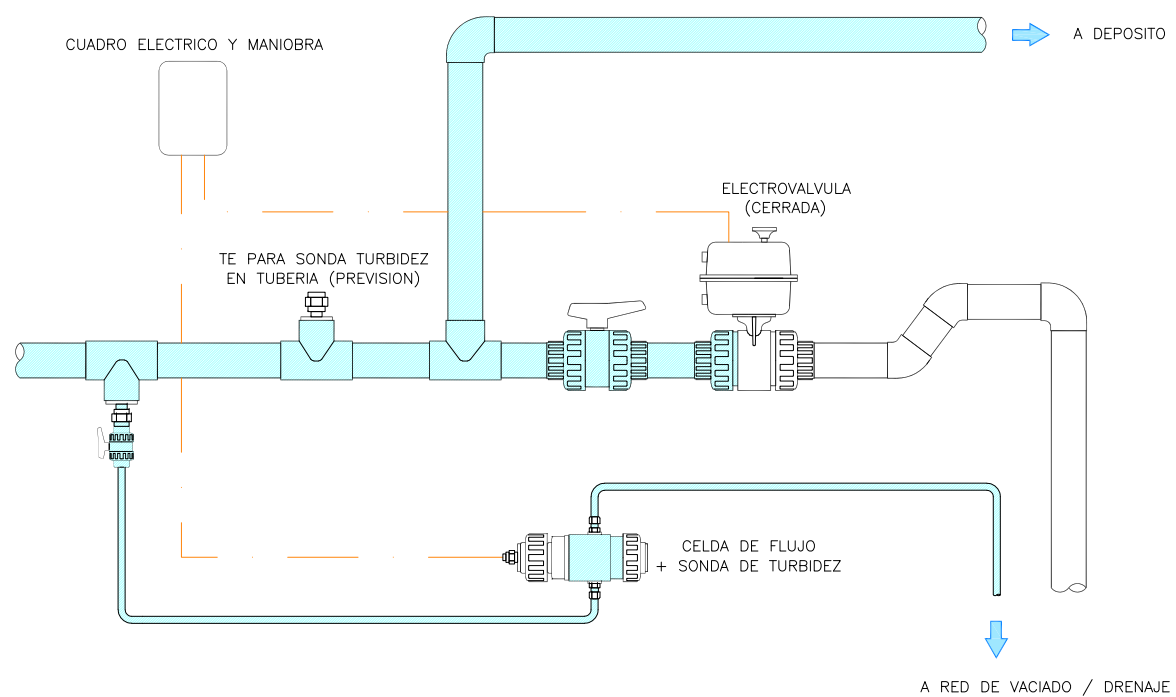 A DEPOSITO
CUADRO ELECTRICO Y MANIOBRA
ELECTROVALVULA
(CERRADA)
TE PARA SONDA TURBIDEZ
EN TUBERIA (PREVISION)
CELDA DE FLUJO
+ SONDA DE TURBIDEZ
A RED DE VACIADO / DRENAJE